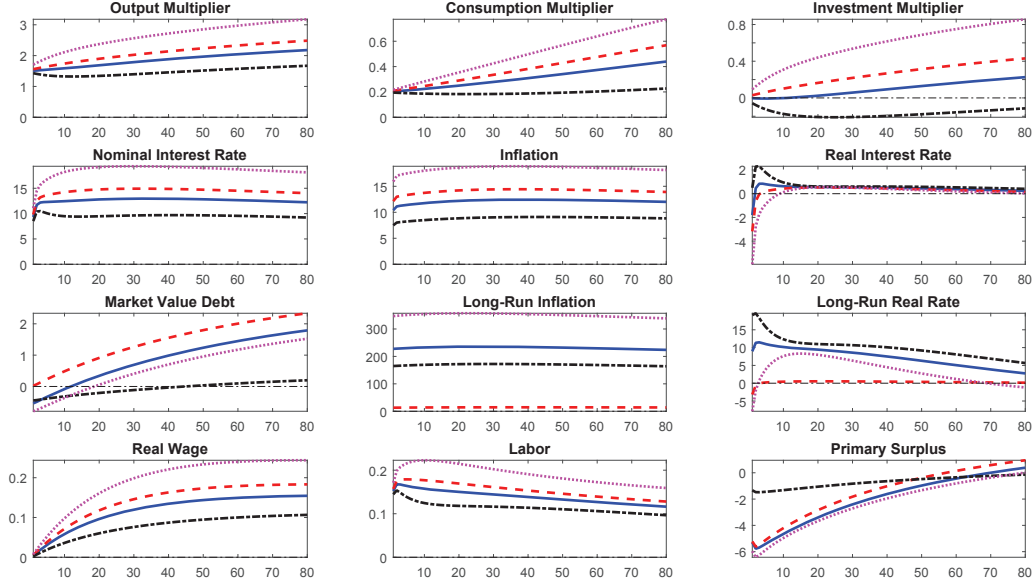 Output Multiplier Consumption Multiplier Investment Multiplier
3 2 1 0
10 20 30 40 50 60 70 80
0.6 0.4 0.2 0
10 20 30 40 50 60 70 80
0.8 0.6 0.4 0.2 0
10 20 30 40 50 60 70 80
Nominal Interest Rate Inflation Real Interest Rate
15 10 5 0
10 20 30 40 50 60 70 80
15 10 5 0
10 20 30 40 50 60 70 80
2 0 -2 -4
10 20 30 40 50 60 70 80
Market Value Debt Long-Run Inflation Long-Run Real Rate
2 1 0
10 20 30 40 50 60 70 80
300 200 100 0
10 20 30 40 50 60 70 80
15 10 5 0 -5
10 20 30 40 50 60 70 80
Real Wage Labor Primary Surplus
0.2 0.1 0
10 20 30 40 50 60 70 80
0.2 0.1 0
10 20 30 40 50 60 70 80
0 -2 -4 -6
10 20 30 40 50 60 70 80